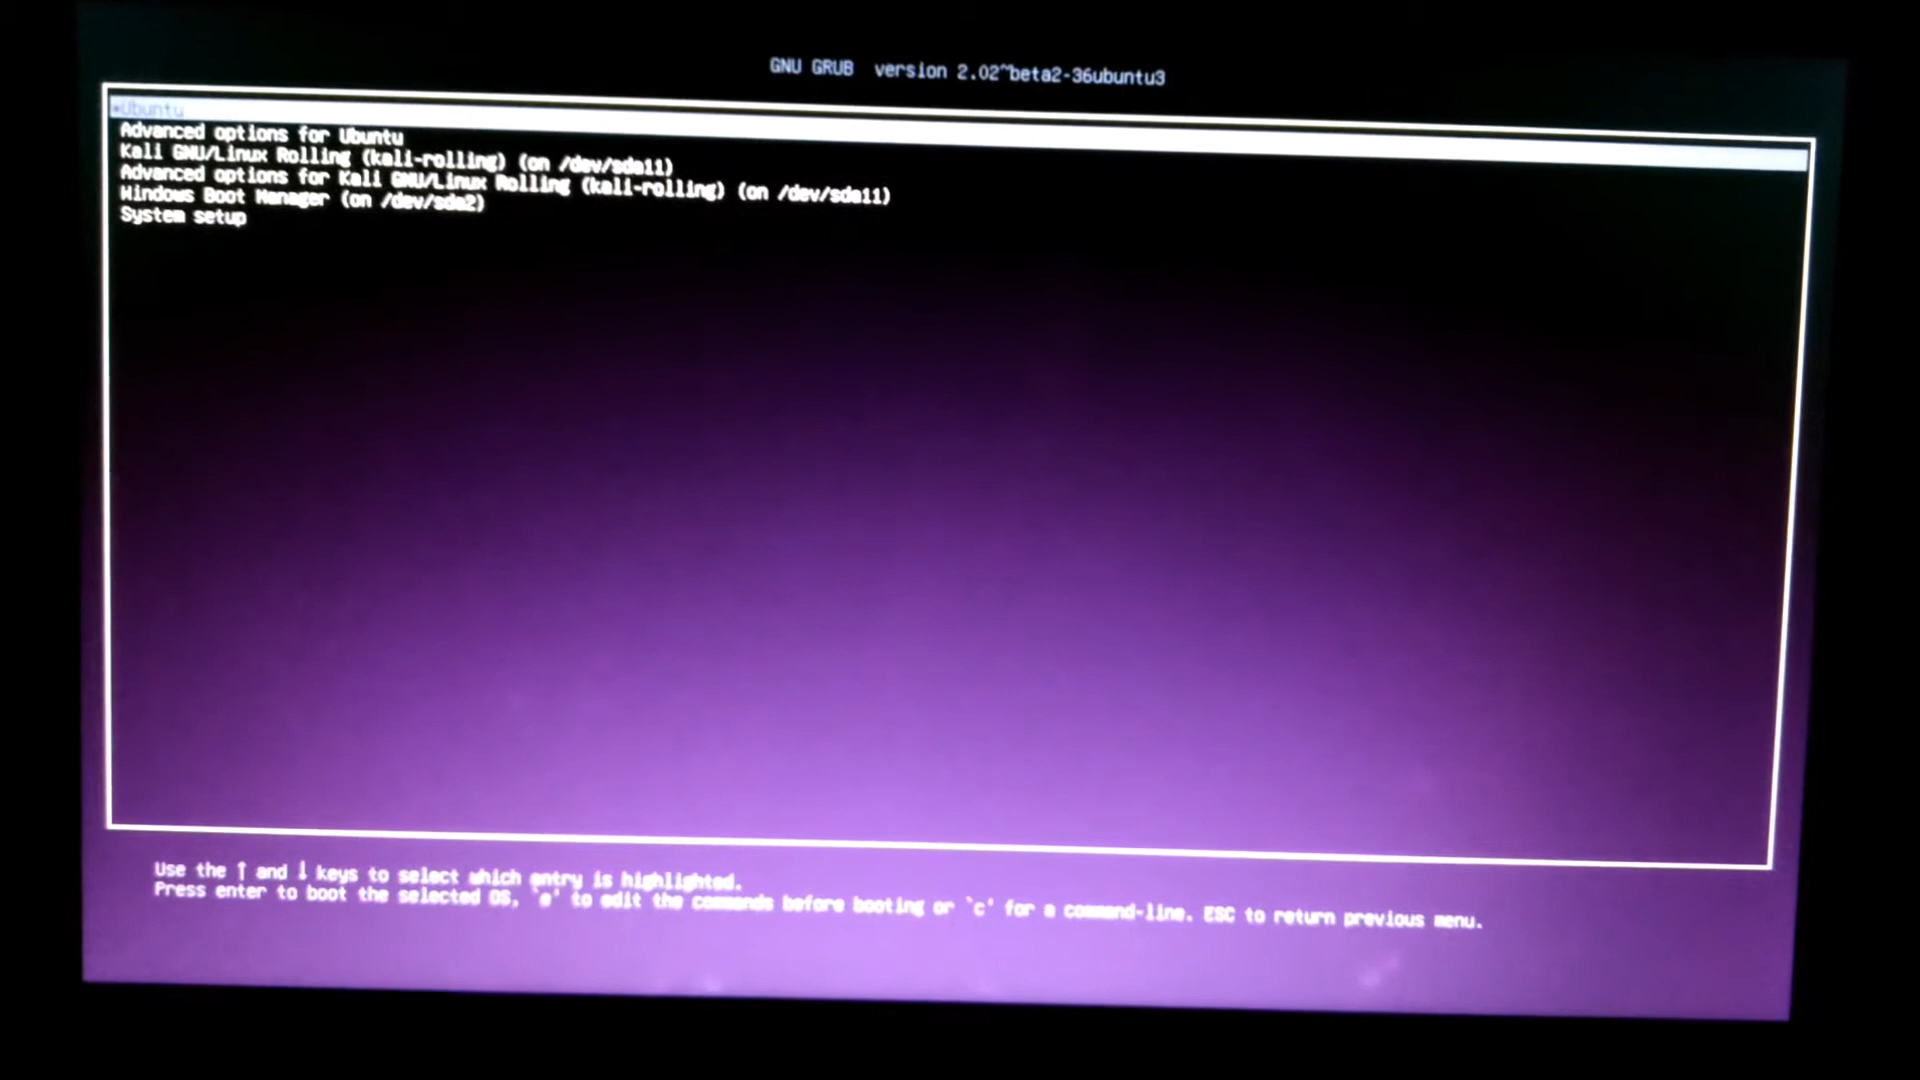 GNU GRUB version 2.02~beta2-36ubuntu3
*Ubuntu
Advanced options for Ubuntu
Kali GNU/Linux Rolling (kali-rolling) (on /dev/sda11)
Advanced options for Kali GNU/Linux Rolling (kali-rolling) (on /dev/sda11)
Windows Boot Manager (on /dev/sda2)
System setup
Use the ↑ and ↓ keys to select which entry is highlighted.
Press enter to boot the selected OS, `e' to edit the commands before booting or `c' for a command-line. ESC to return previous menu.